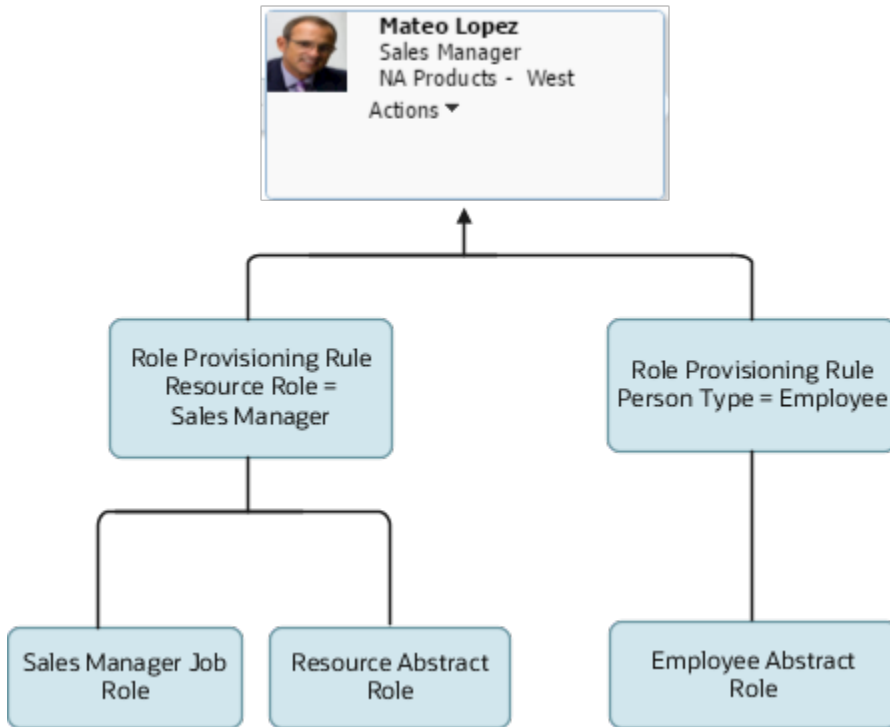 Mateo Lopez
Sales Manager
NA Products - West
Actions
Role Provisioning Rule
Resource Role =
Sales Manager
Role Provisioning Rule
Person Type = Employee
Sales Manager Job
Role
Resource Abstract
Role
Employee Abstract
Role